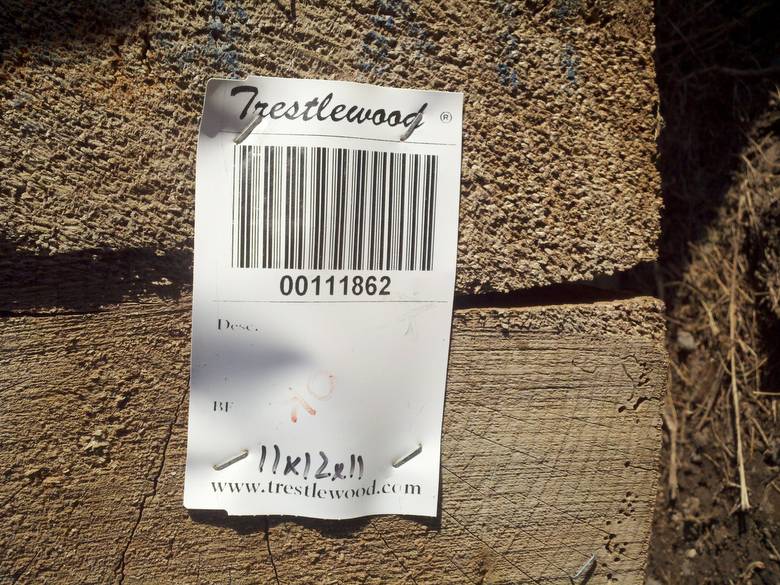 Trestlewood ®
00111862
Desc.
BF
11x12x11
www.trestlewood.com